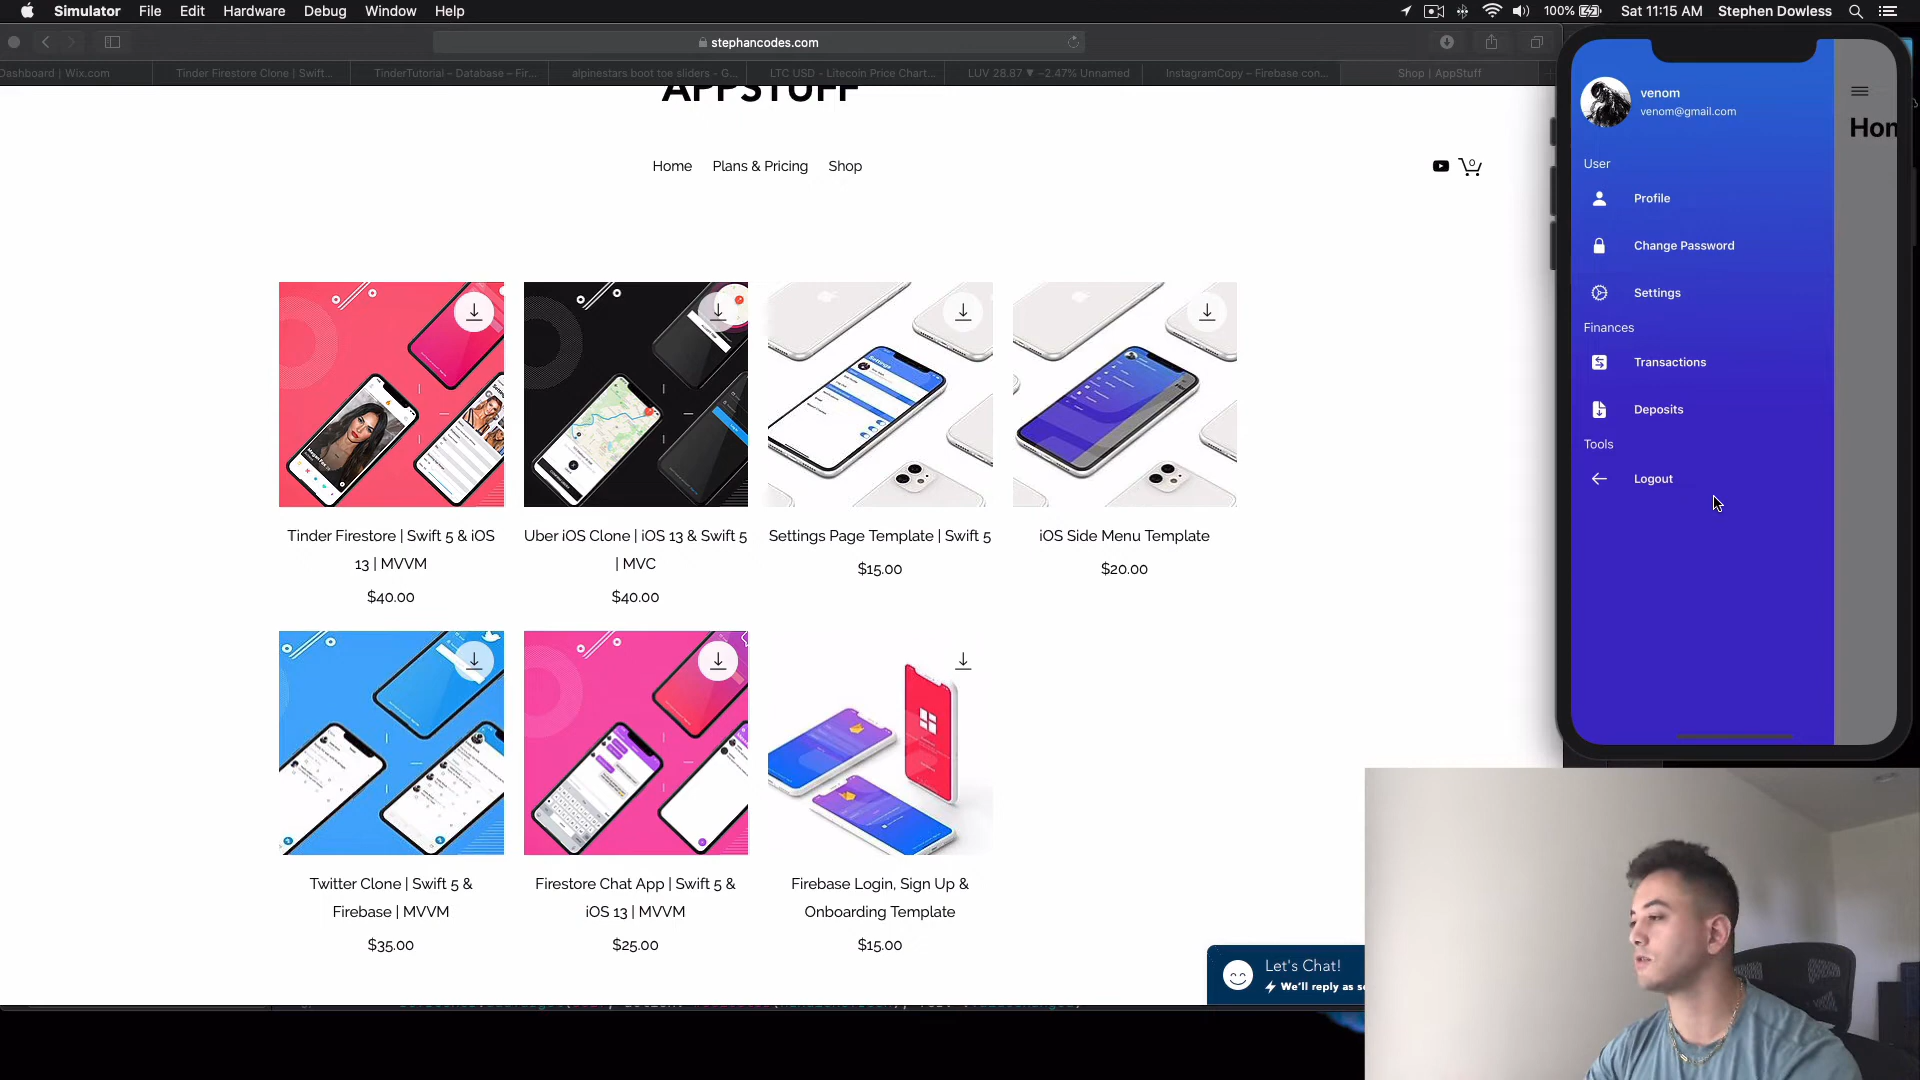 Simulator File Edit Hardware Debug Window Help
100% Sat 11:15 AM Stephen Dowless
stephancodes.com
Dashboard | Wix.com
Tinder Firestore Clone | Swift...
TinderTutorial – Database – Fir...
alpinestars boot toe sliders - G...
LTC USD - Litecoin Price Chart...
LUV 28.87 ▼ −2.47% Unnamed
InstagramCopy – Firebase con...
Shop | AppStuff
APPSTUFF
Home Plans & Pricing Shop
0
Tinder Firestore | Swift 5 & iOS
13 | MVVM
$40.00
Uber iOS Clone | iOS 13 & Swift 5
| MVC
$40.00
Settings Page Template | Swift 5
$15.00
iOS Side Menu Template
$20.00
Twitter Clone | Swift 5 &
Firebase | MVVM
$35.00
Firestore Chat App | Swift 5 &
iOS 13 | MVVM
$25.00
Firebase Login, Sign Up &
Onboarding Template
$15.00
Let's Chat!
We'll reply as
venom
venom@gmail.com
User
Profile
Change Password
Settings
Finances
Transactions
Deposits
Tools
Logout